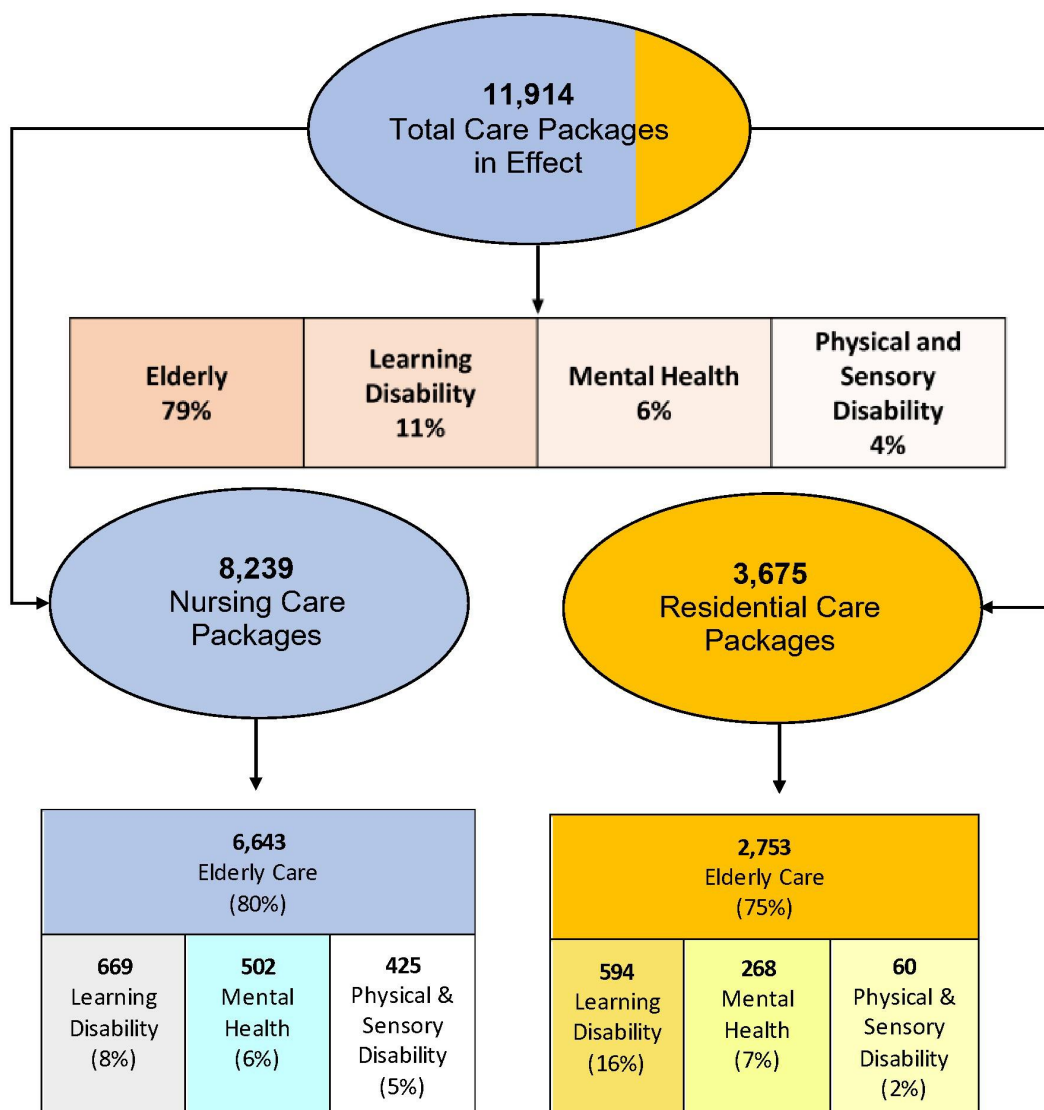 11,914
Total Care Packages
in Effect
Elderly
79%
Learning
Disability
11%
Mental Health
6%
Physical and
Sensory
Disability
4%
8,239
Nursing Care
Packages
3,675
Residential Care
Packages
6,643
Elderly Care
(80%)
669
Learning
Disability
(8%)
502
Mental
Health
(6%)
425
Physical &
Sensory
Disability
(5%)
2,753
Elderly Care
(75%)
594
Learning
Disability
(16%)
268
Mental
Health
(7%)
60
Physical &
Sensory
Disability
(2%)